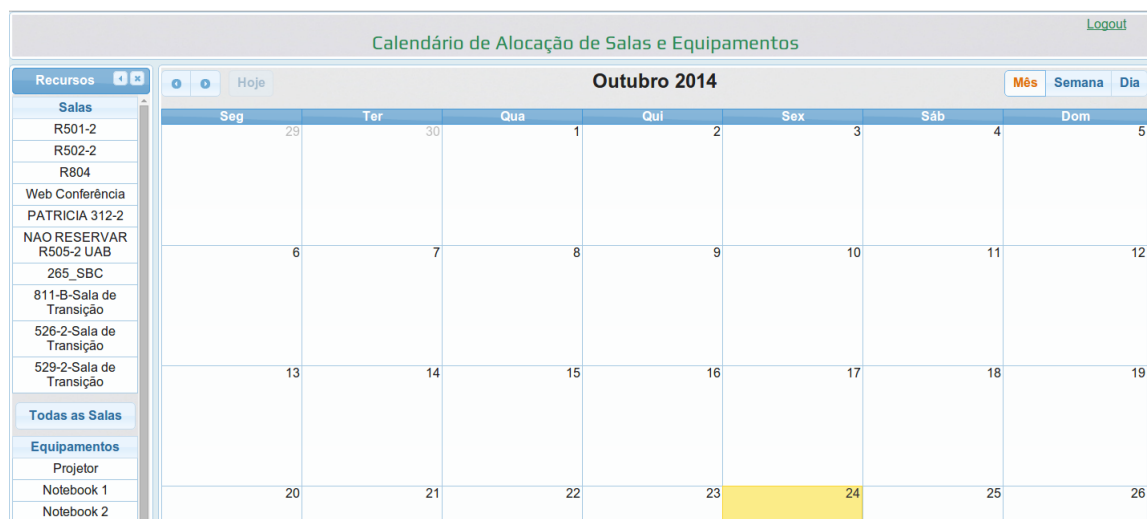 Logout
Calendário de Alocação de Salas e Equipamentos
Recursos
Hoje
Outubro 2014
Mês Semana Dia
Salas
R501-2
R502-2
R804
Web Conferência
PATRICIA 312-2
NAO RESERVAR
R505-2 UAB
265_SBC
811-B-Sala de
Transição
526-2-Sala de
Transição
529-2-Sala de
Transição
Todas as Salas
Equipamentos
Projetor
Notebook 1
Notebook 2
Seg Ter Qua Qui Sex Sáb Dom
29 30 1 2 3 4 5
6 7 8 9 10 11 12
13 14 15 16 17 18 19
20 21 22 23 24 25 26